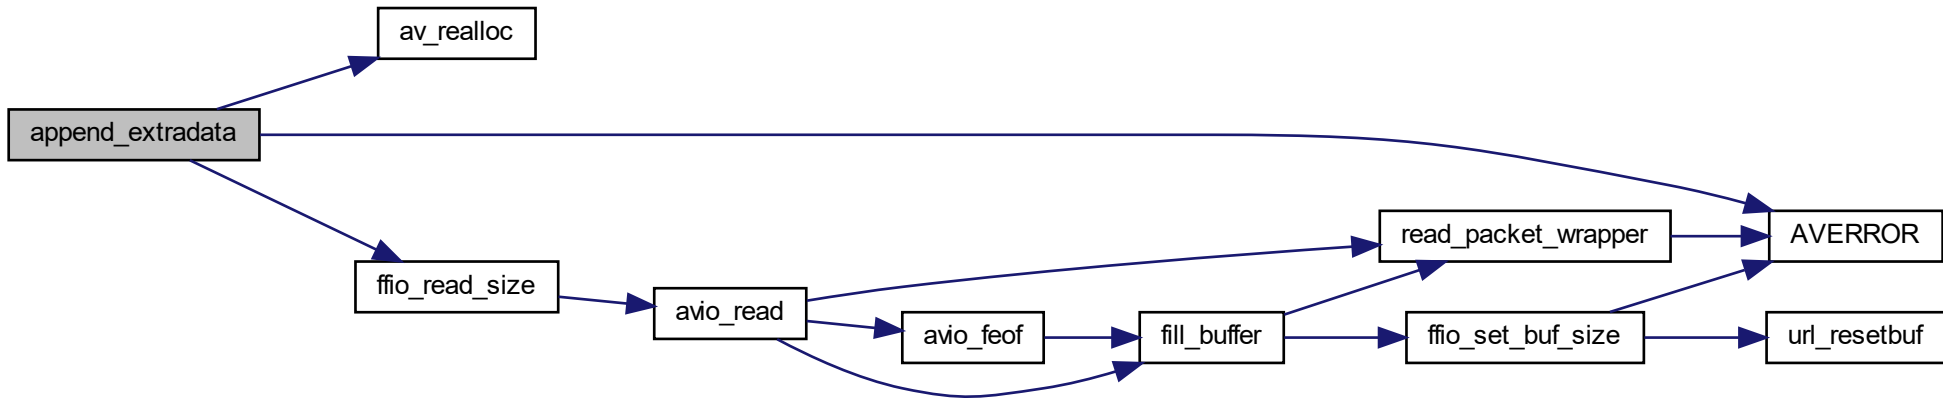 av_realloc
append_extradata
read_packet_wrapper
AVERROR
ffio_read_size
avio_read
avio_feof
fill_buffer
ffio_set_buf_size
url_resetbuf